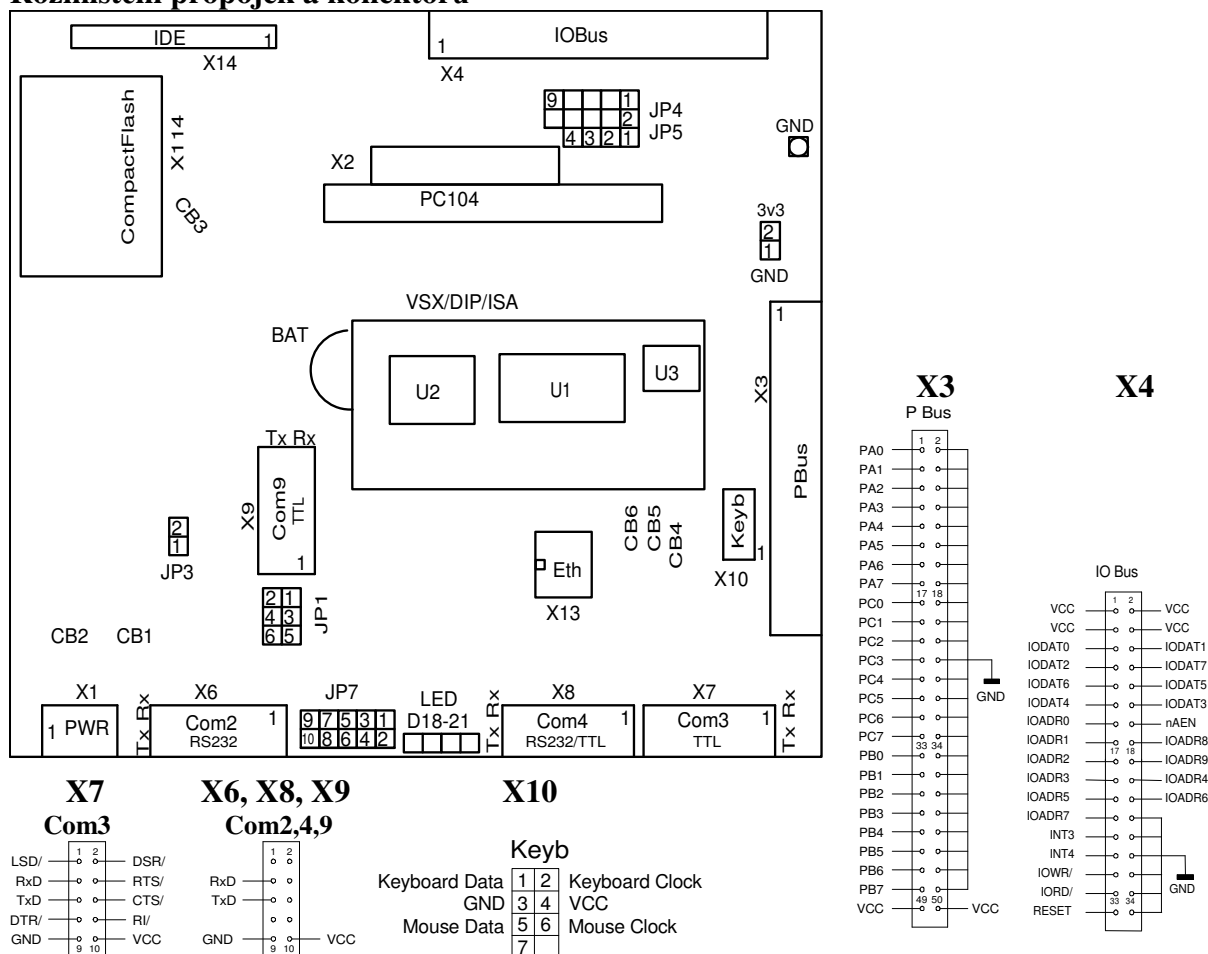 Rozmístění propojek a konektorů
IDE 1
X14
1 IOBus
X4
CompactFlash
X114
CB3
9 1
2
4 3 2 1
JP4
JP5
GND
X2
PC104
3v3
2
1
GND
VSX/DIP/ISA
BAT
U2
U1
U3
1
X3
PBus
Tx Rx
X9
Com9
TTL
1
2
1
JP3
2 1
4 3
6 5
JP1
Eth
X13
CB6
CB5
CB4
Keyb
1
X10
CB2 CB1
X1
1 PWR
Tx Rx
X6
Com2 1
RS232
JP7
9 7 5 3 1
10 8 6 4 2
LED
D18-21
Tx Rx
X8
Com4 1
RS232/TTL
X7
Com3 1
TTL
Tx Rx
X7
Com3
1 2
LSD/ DSR/
RxD RTS/
TxD CTS/
DTR/ RI/
GND VCC
9 10
X6, X8, X9
Com2,4,9
1 2
RxD
TxD
GND VCC
9 10
X10
Keyb
Keyboard Data 1 2 Keyboard Clock
GND 3 4 VCC
Mouse Data 5 6 Mouse Clock
7
X3
P Bus
1 2
PA0
PA1
PA2
PA3
PA4
PA5
PA6
PA7
17 18
PC0
PC1
PC2
PC3
PC4
GND
PC5
PC6
PC7
33 34
PB0
PB1
PB2
PB3
PB4
PB5
PB6
PB7
49 50
VCC VCC
X4
IO Bus
1 2
VCC VCC
VCC VCC
IODAT0 IODAT1
IODAT2 IODAT7
IODAT6 IODAT5
IODAT4 IODAT3
IOADR0 nAEN
IOADR1 IOADR8
17 18
IOADR2 IOADR9
IOADR3 IOADR4
IOADR5 IOADR6
IOADR7
INT3
INT4
IOWR/
GND
IORD/
33 34
RESET